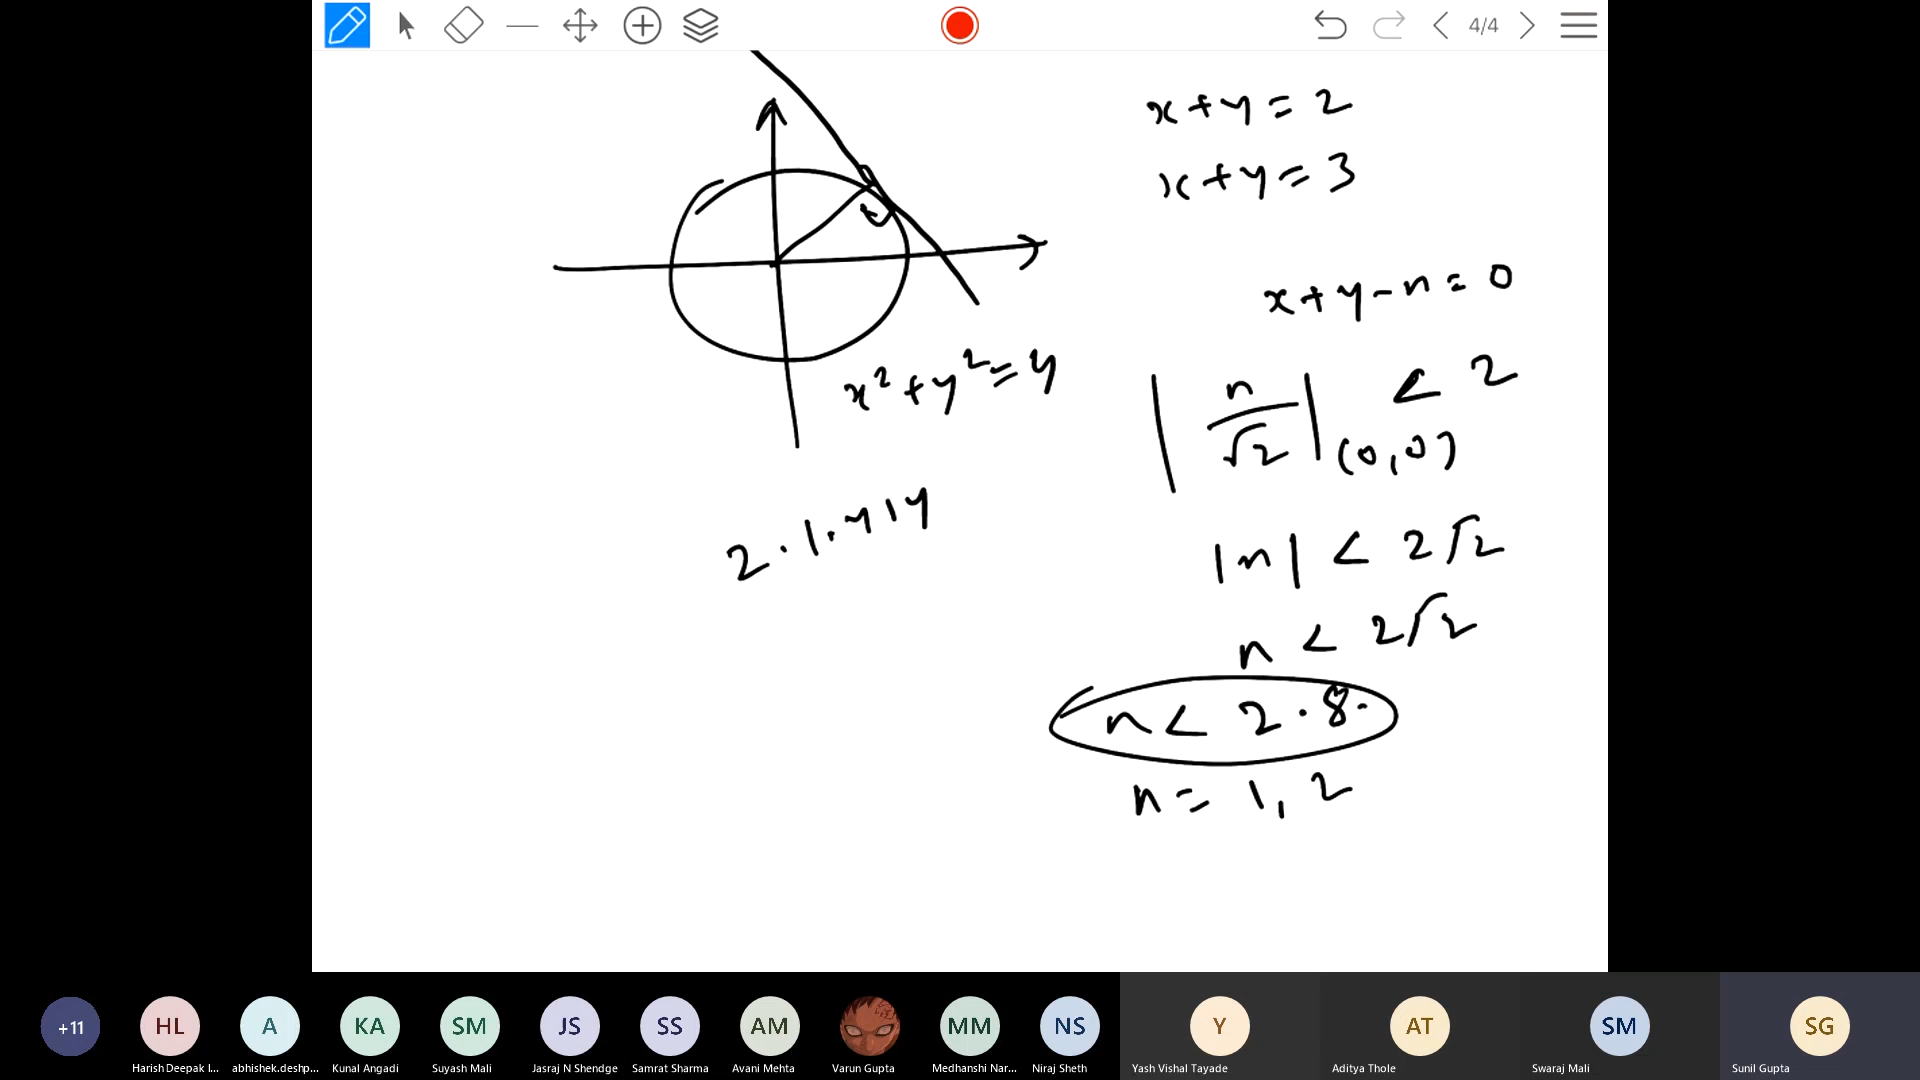 4/4
x+y=2
x+y=3
x+y-n=0
x²+y²=4
|n/√2| < 2
(0,0)
2·1.414
|n| < 2√2
n < 2√2
n < 2.8.
n = 1, 2
+11
HL
A
KA
SM
JS
SS
AM
MM
NS
Y
AT
SM
SG
Harish Deepak I...
abhishek.deshp...
Kunal Angadi
Suyash Mali
Jasraj N Shendge
Samrat Sharma
Avani Mehta
Varun Gupta
Medhanshi Nar...
Niraj Sheth
Yash Vishal Tayade
Aditya Thole
Swaraj Mali
Sunil Gupta